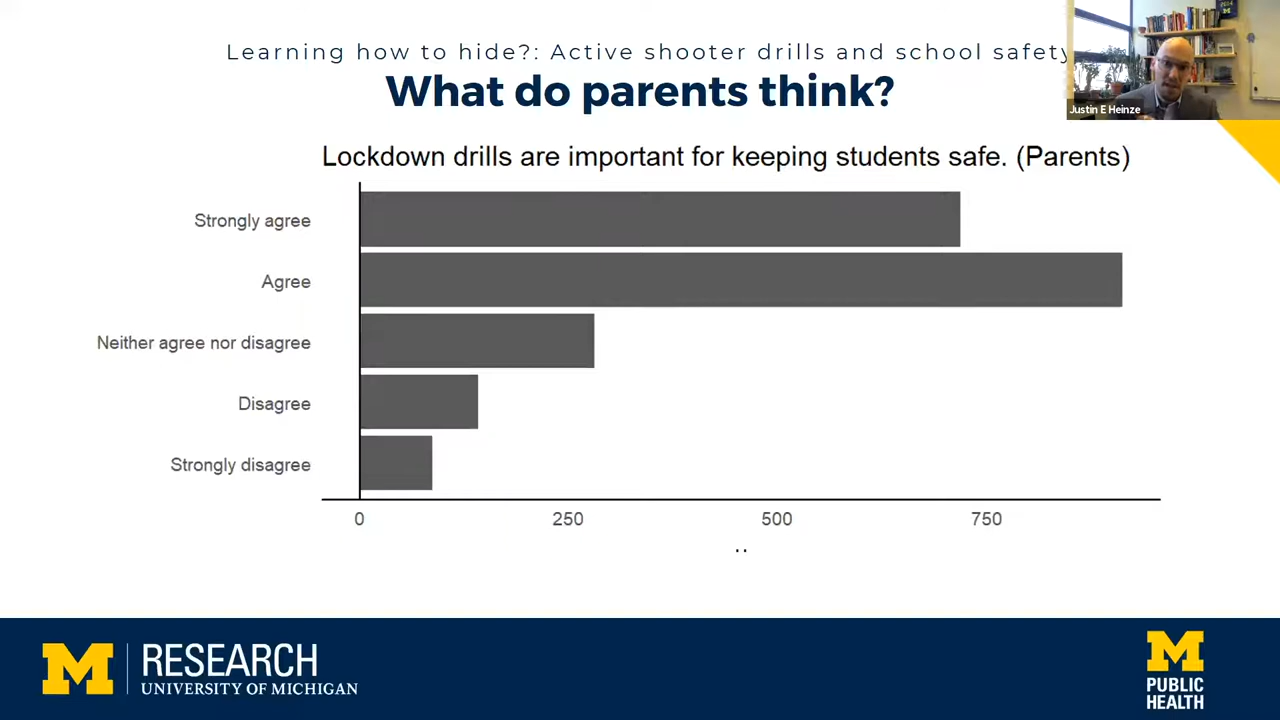 Learning how to hide?: Active shooter drills and school safety
What do parents think?
Justin E Heinze
Lockdown drills are important for keeping students safe. (Parents)
Strongly agree
Agree
Neither agree nor disagree
Disagree
Strongly disagree
0 250 500 750
..
M RESEARCH
UNIVERSITY OF MICHIGAN
M
PUBLIC
HEALTH